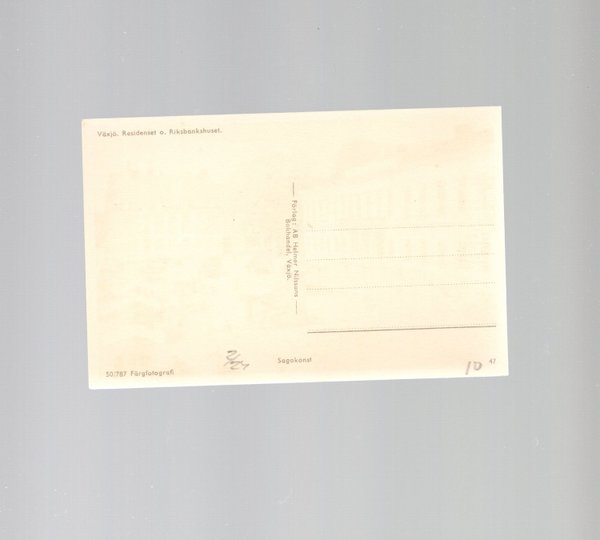 Växjö. Residenset o. Riksbankshuset.
Förlag: AB Helmer Nilssons
Bokhandel, Växjö.
Sagokonst
50/787 Färgfotografi
10
47